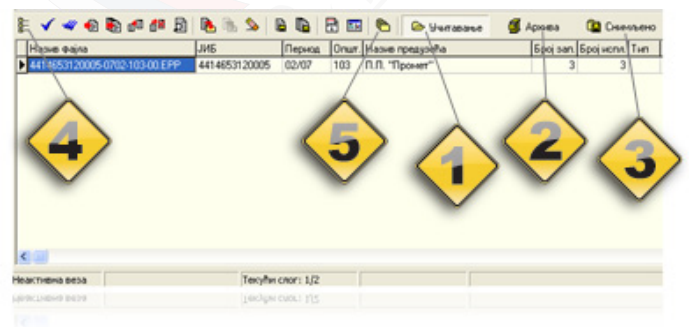 Учитавање Архива Снимљено
Назив фајла ЈИБ Период Општ. Назив предузећа Број зап. Број испл. Тип
4414653120005-0702-103-00.EPP 4414653120005 02/07 103 П.П. "Промет" 3 3
4 5 1 2 3
Неактивна веза Текући слог: 1/2